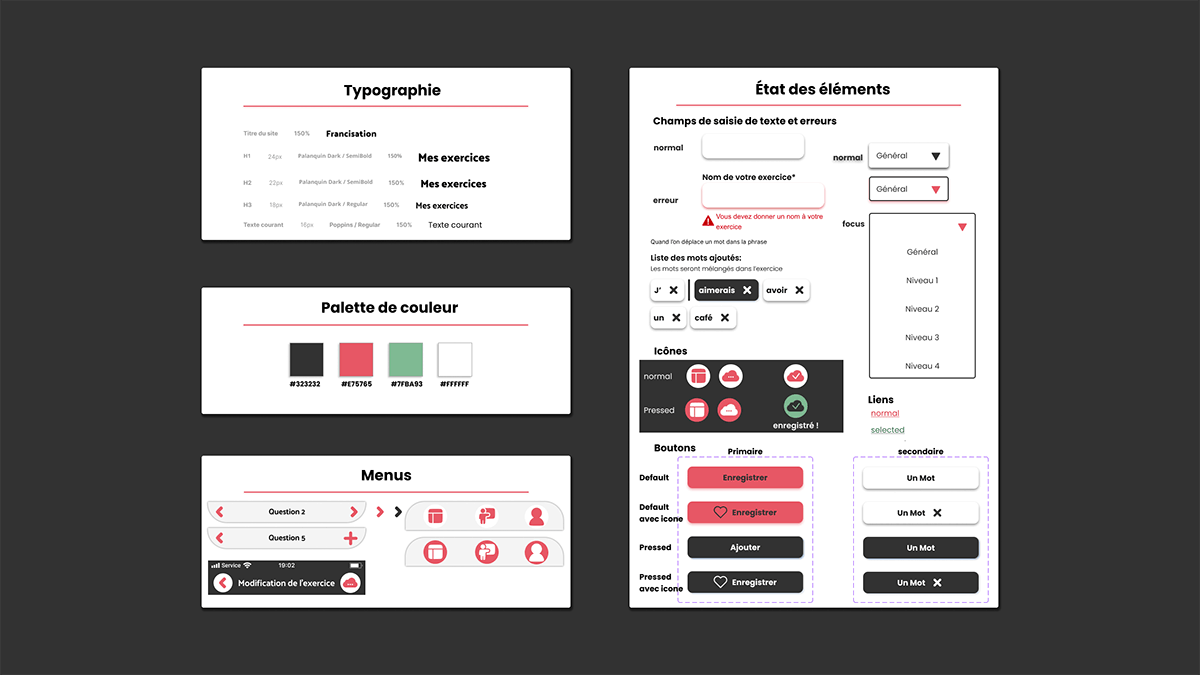 Typographie
Titre du site 150% Francisation
H1 24px Palanquin Dark / SemiBold 150% Mes exercices
H2 22px Palanquin Dark / SemiBold 150% Mes exercices
H3 18px Palanquin Dark / Regular 150% Mes exercices
Texte courant 16px Poppins / Regular 150% Texte courant
Palette de couleur
#323232 #E75765 #7FBA93 #FFFFFF
Menus
Question 2
Question 5
Service 19:02
Modification de l'exercice
État des éléments
Champs de saisie de texte et erreurs
normal
Nom de votre exercice*
erreur
Vous devez donner un nom à votre
exercice
normal Général
Général
focus
Général
Niveau 1
Niveau 2
Niveau 3
Niveau 4
Quand l'on déplace un mot dans la phrase
Liste des mots ajoutés:
Les mots seront mélangés dans l'exercice
J' aimerais avoir
un café
Icônes
normal
Pressed
enregistré !
Liens
normal
selected
Boutons
Primaire secondaire
Default Enregistrer Un Mot
Default
avec icone Enregistrer Un Mot
Pressed Ajouter Un Mot
Pressed
avec icone Enregistrer Un Mot